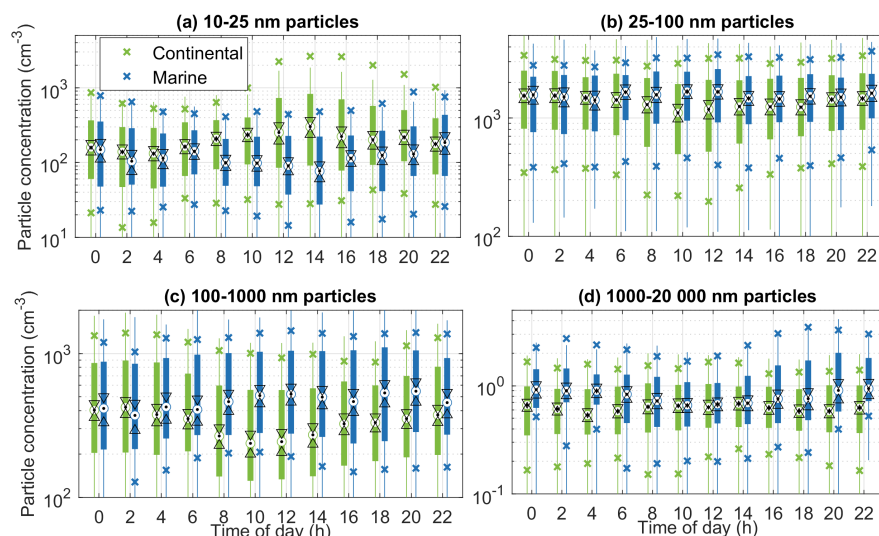 (a) 10-25 nm particles
(b) 25-100 nm particles
Continental
Marine
Particle concentration (cm-3)
10^3
10^2
10^1
0 2 4 6 8 10 12 14 16 18 20 22
10^3
10^2
0 2 4 6 8 10 12 14 16 18 20 22
(c) 100-1000 nm particles
(d) 1000-20 000 nm particles
Particle concentration (cm-3)
10^3
10^2
0 2 4 6 8 10 12 14 16 18 20 22
Time of day (h)
10^0
10^-1
0 2 4 6 8 10 12 14 16 18 20 22
Time of day (h)